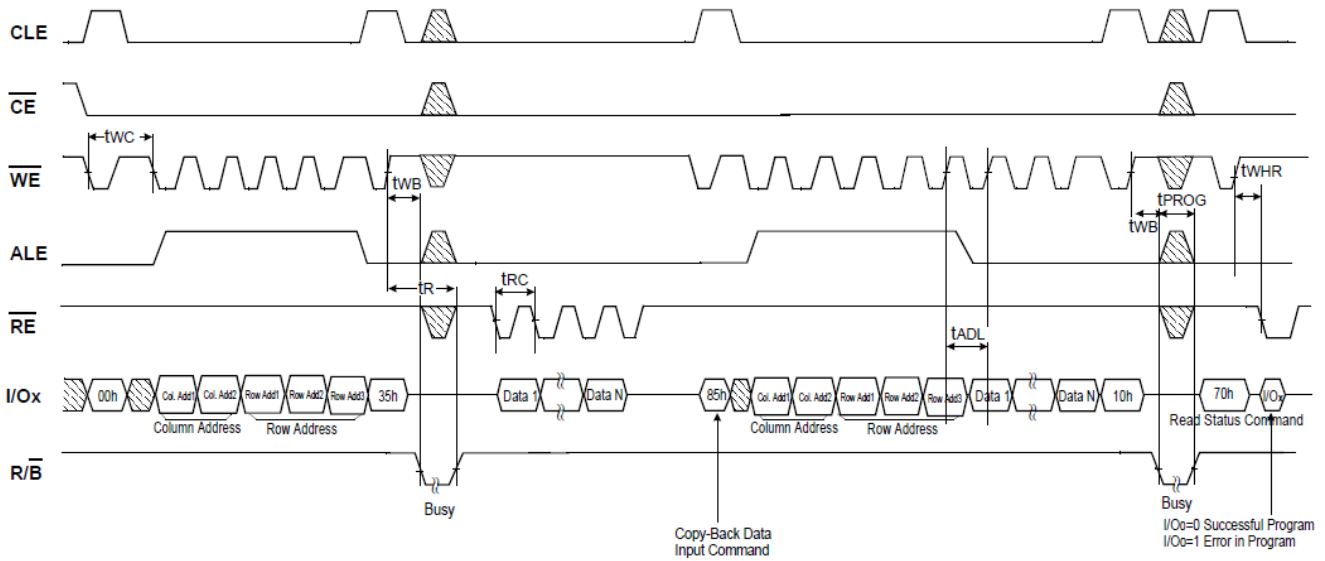 CLE
CE
tWC
WE
tWB
tWHR
tPROG
tWB
ALE
tR
tRC
RE
tADL
I/Ox
00h
Col. Add1
Col. Add2
Row Add1
Row Add2
Row Add3
35h
Data 1
Data N
85h
Col. Add1
Col. Add2
Row Add1
Row Add2
Row Add3
Data 1
Data N
10h
70h
I/Ox
Column Address
Row Address
Column Address
Row Address
Read Status Command
R/B
Busy
Busy
Copy-Back Data
Input Command
I/O0=0 Successful Program
I/O0=1 Error in Program